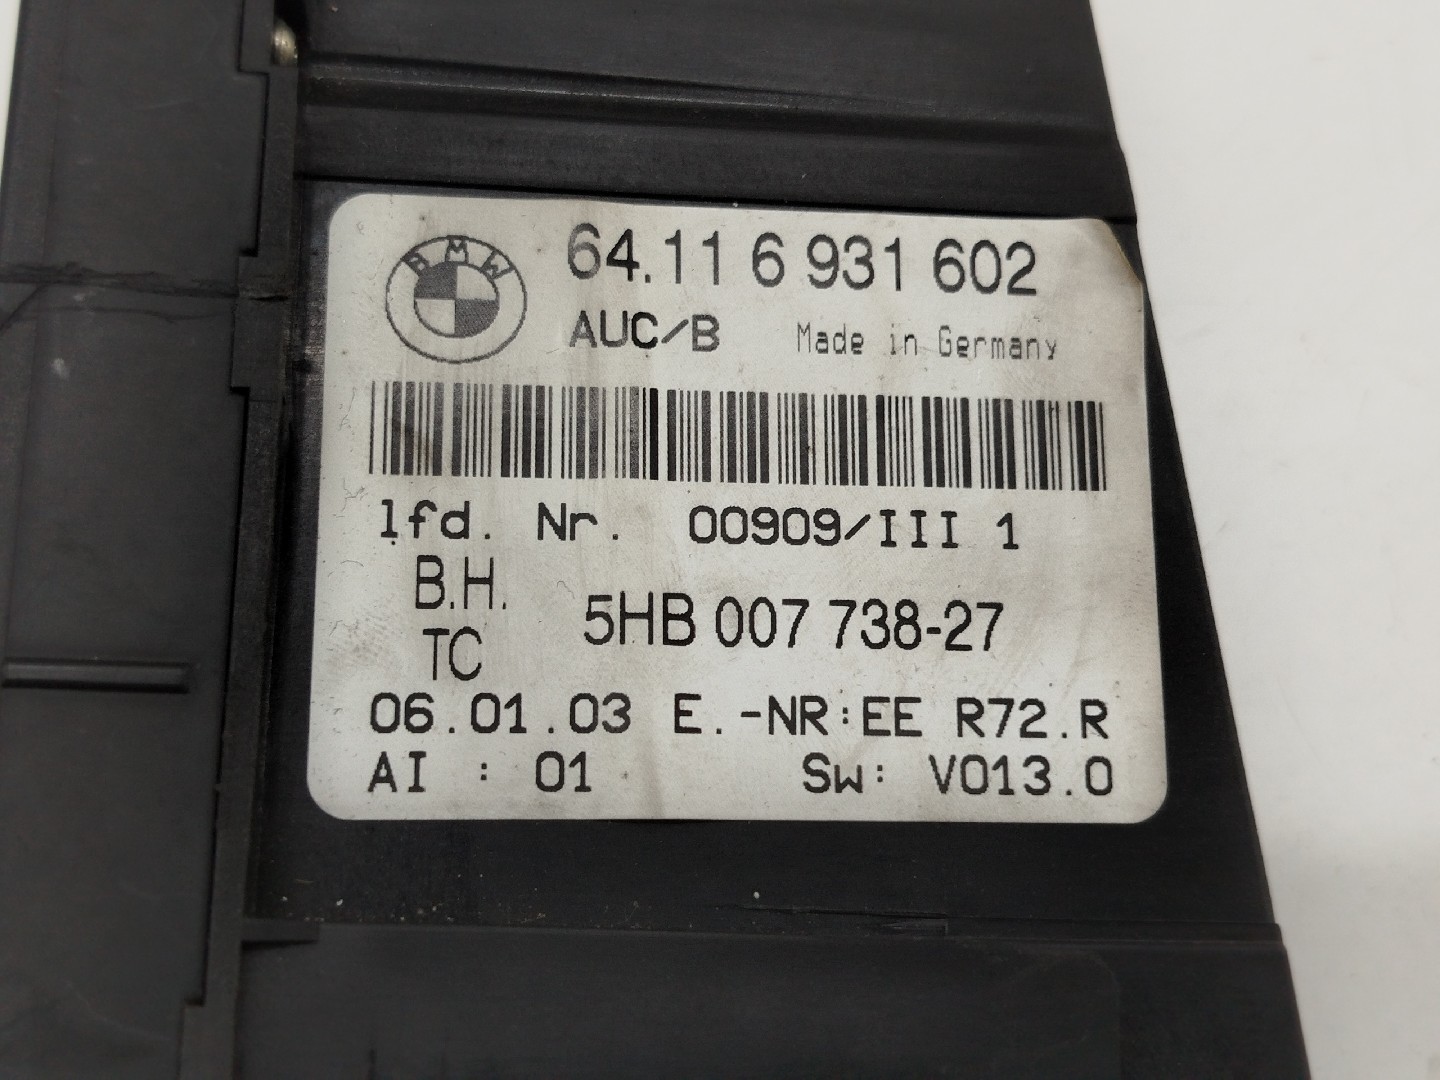 BMW
64.11 6 931 602
AUC/B Made in Germany
lfd. Nr. 00909/III 1
B.H.
TC
5HB 007 738-27
06.01.03 E.-NR:EE R72.R
AI : 01 Sw: V013.0